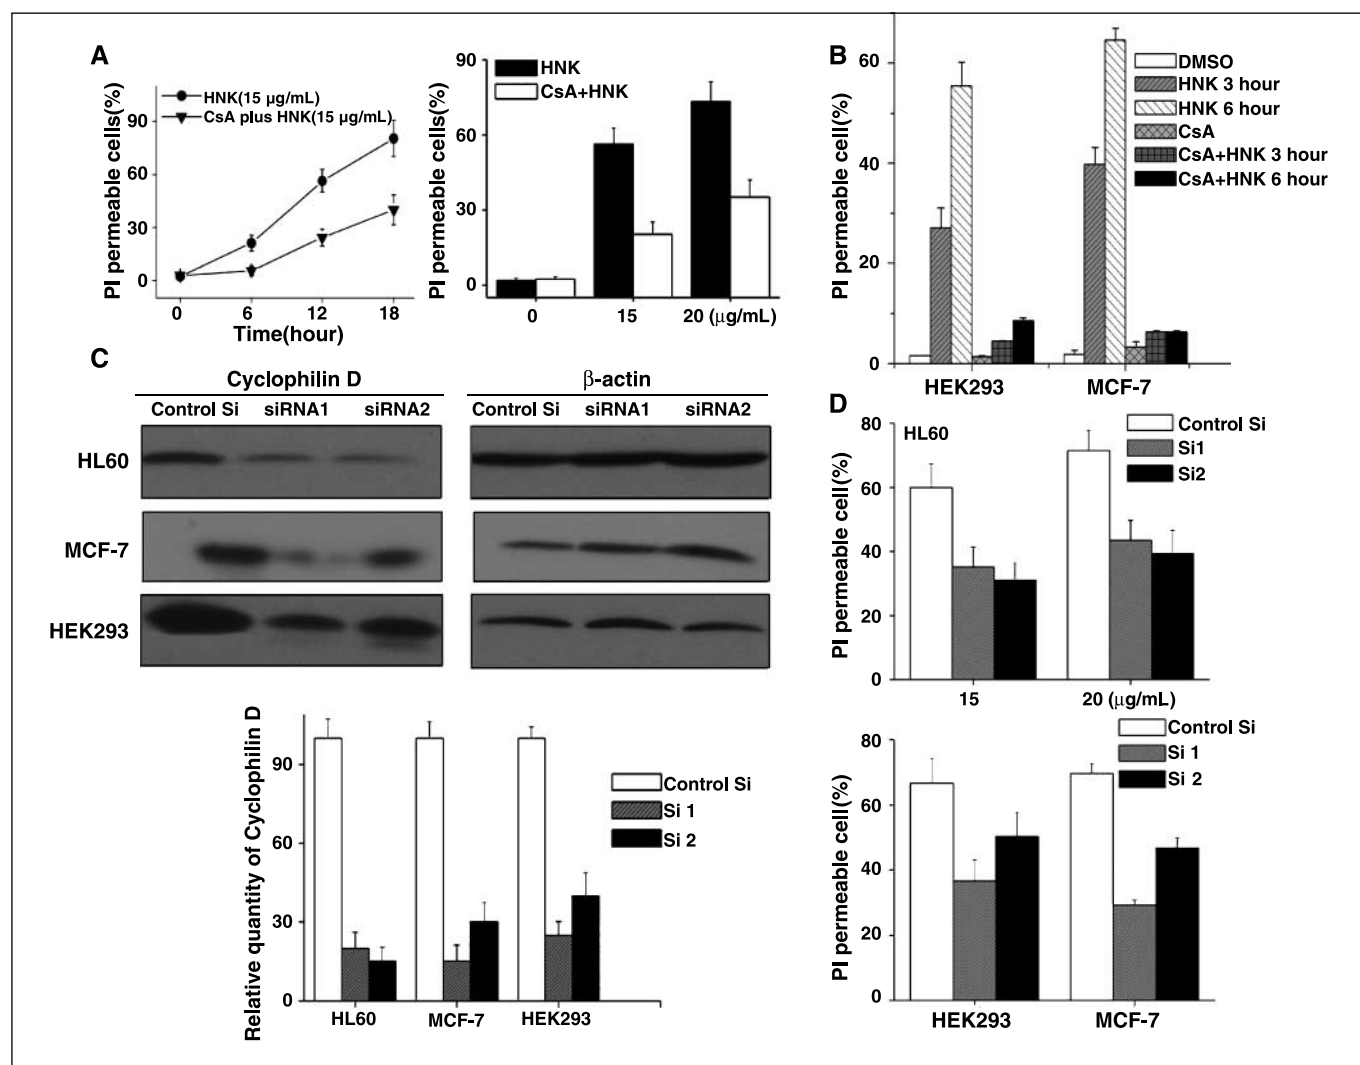 A
PI permeable cells(%)
90
60
30
0
HNK(15 µg/mL)
CsA plus HNK(15 µg/mL)
0 6 12 18
Time(hour)
PI permeable cells(%)
90
60
30
0
HNK
CsA+HNK
0 15 20 (µg/mL)
B
PI permeable cell(%)
60
40
20
0
DMSO
HNK 3 hour
HNK 6 hour
CsA
CsA+HNK 3 hour
CsA+HNK 6 hour
HEK293 MCF-7
C
Cyclophilin D β-actin
Control Si siRNA1 siRNA2 Control Si siRNA1 siRNA2
HL60
MCF-7
HEK293
Relative quantity of Cyclophilin D
90
60
30
0
Control Si
Si 1
Si 2
HL60 MCF-7 HEK293
D
PI permeable cell(%)
80
60
40
20
0
HL60
Control Si
Si1
Si2
15 20 (µg/mL)
PI permeable cell(%)
80
60
40
20
0
Control Si
Si 1
Si 2
HEK293 MCF-7